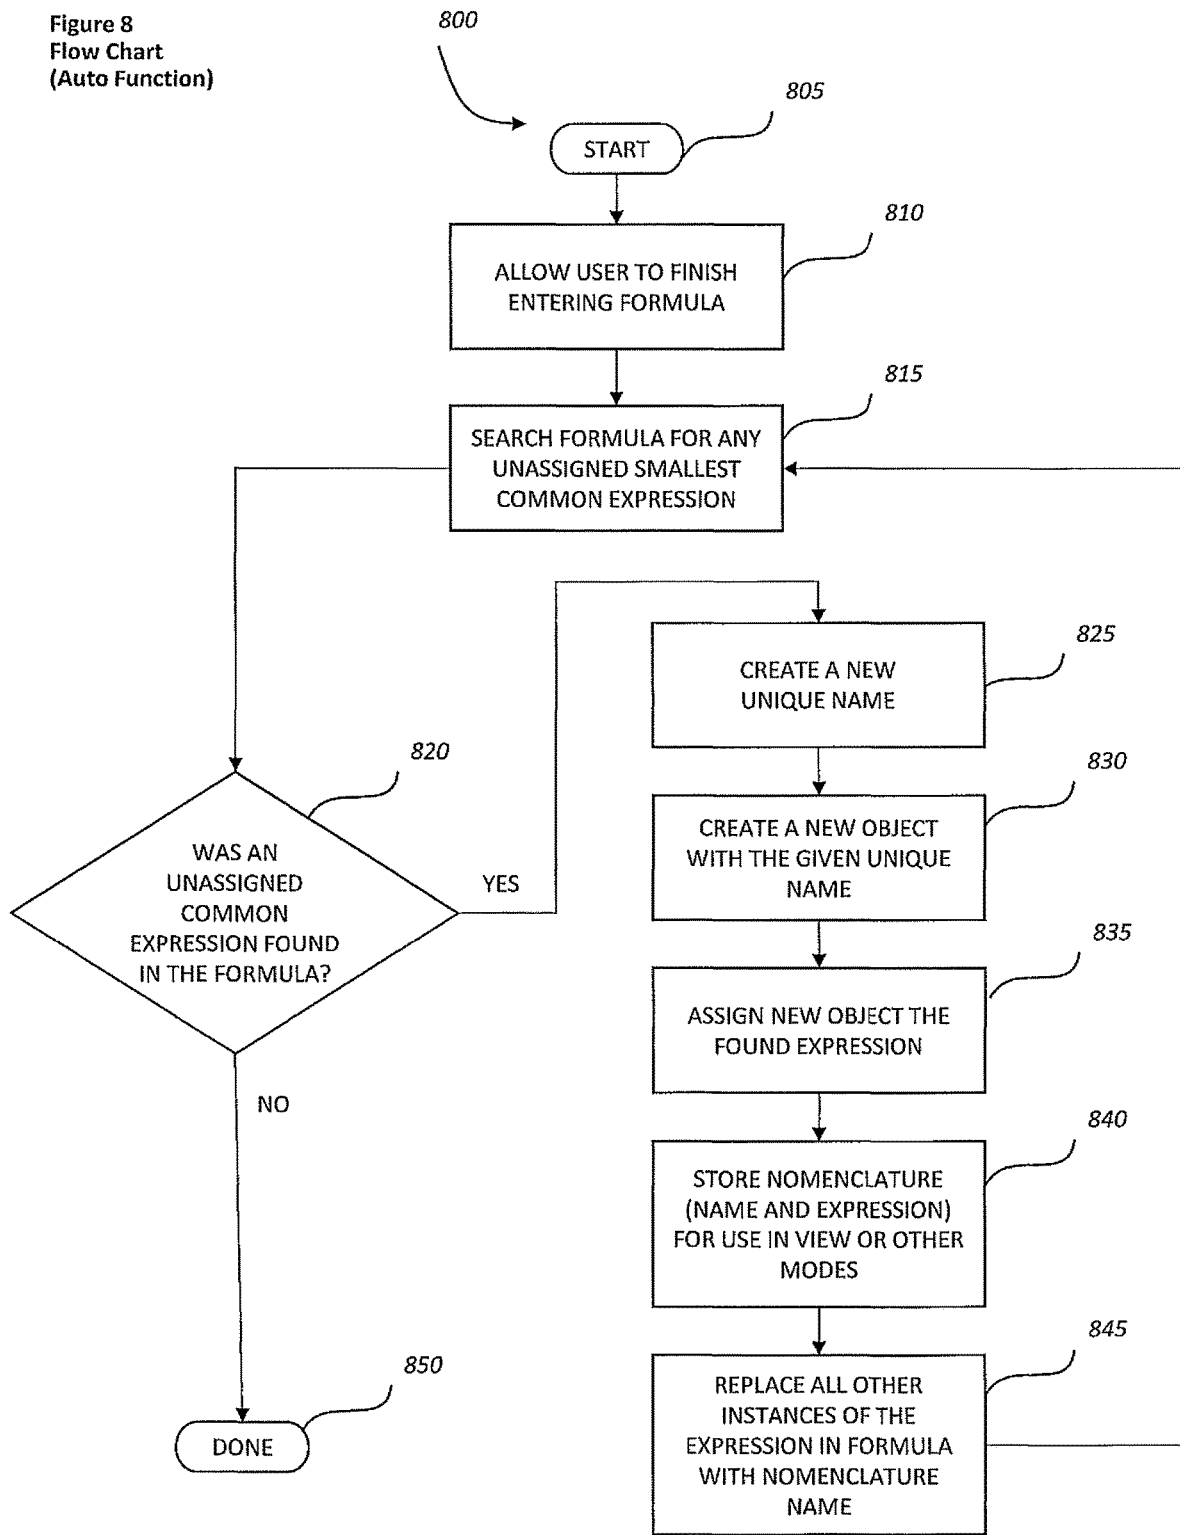 Figure 8
Flow Chart
(Auto Function)
800
805
START
810
ALLOW USER TO FINISH
ENTERING FORMULA
815
SEARCH FORMULA FOR ANY
UNASSIGNED SMALLEST
COMMON EXPRESSION
825
CREATE A NEW
UNIQUE NAME
820
WAS AN
UNASSIGNED
COMMON
EXPRESSION FOUND
IN THE FORMULA?
YES
NO
830
CREATE A NEW OBJECT
WITH THE GIVEN UNIQUE
NAME
835
ASSIGN NEW OBJECT THE
FOUND EXPRESSION
840
STORE NOMENCLATURE
(NAME AND EXPRESSION)
FOR USE IN VIEW OR OTHER
MODES
845
REPLACE ALL OTHER
INSTANCES OF THE
EXPRESSION IN FORMULA
WITH NOMENCLATURE
NAME
850
DONE